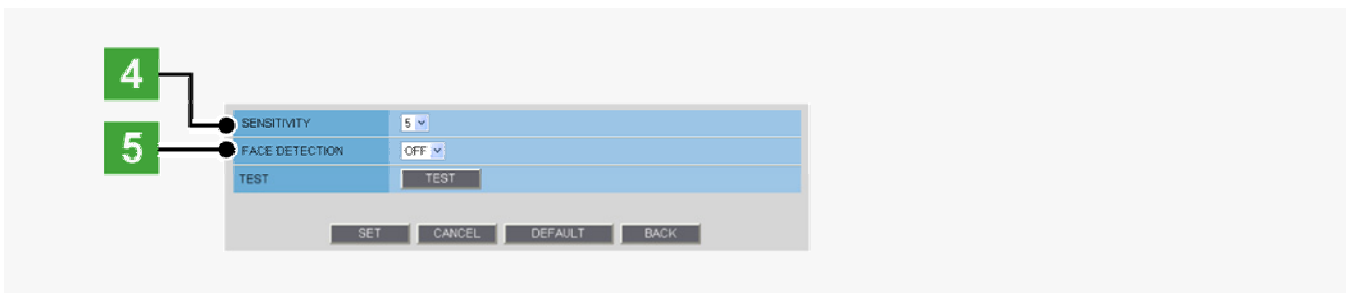 4
SENSITIVITY 5
5
FACE DETECTION OFF
TEST TEST
SET CANCEL DEFAULT BACK